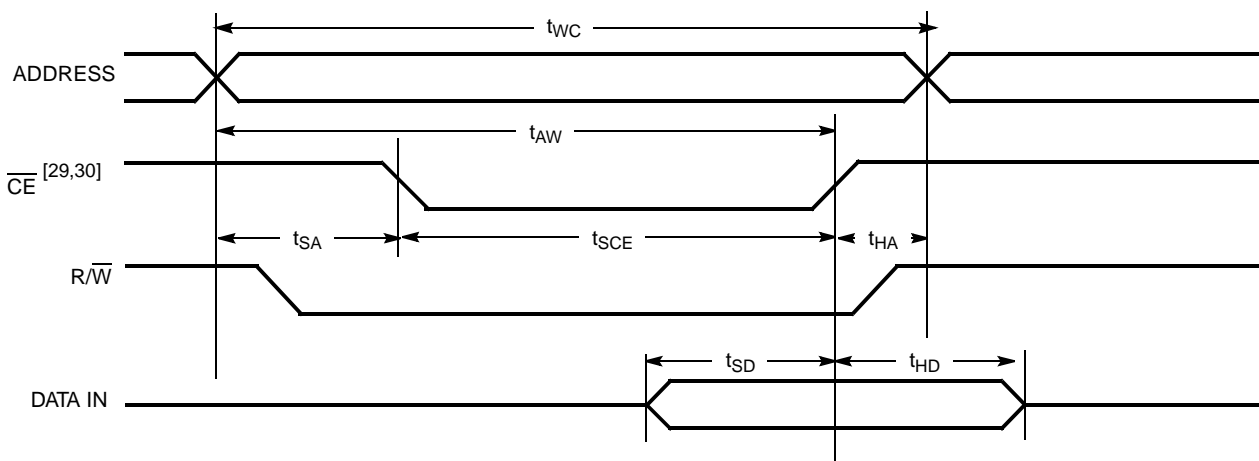 tWC
ADDRESS
tAW
CE [29,30]
tSA tSCE tHA
R/W
tSD tHD
DATA IN